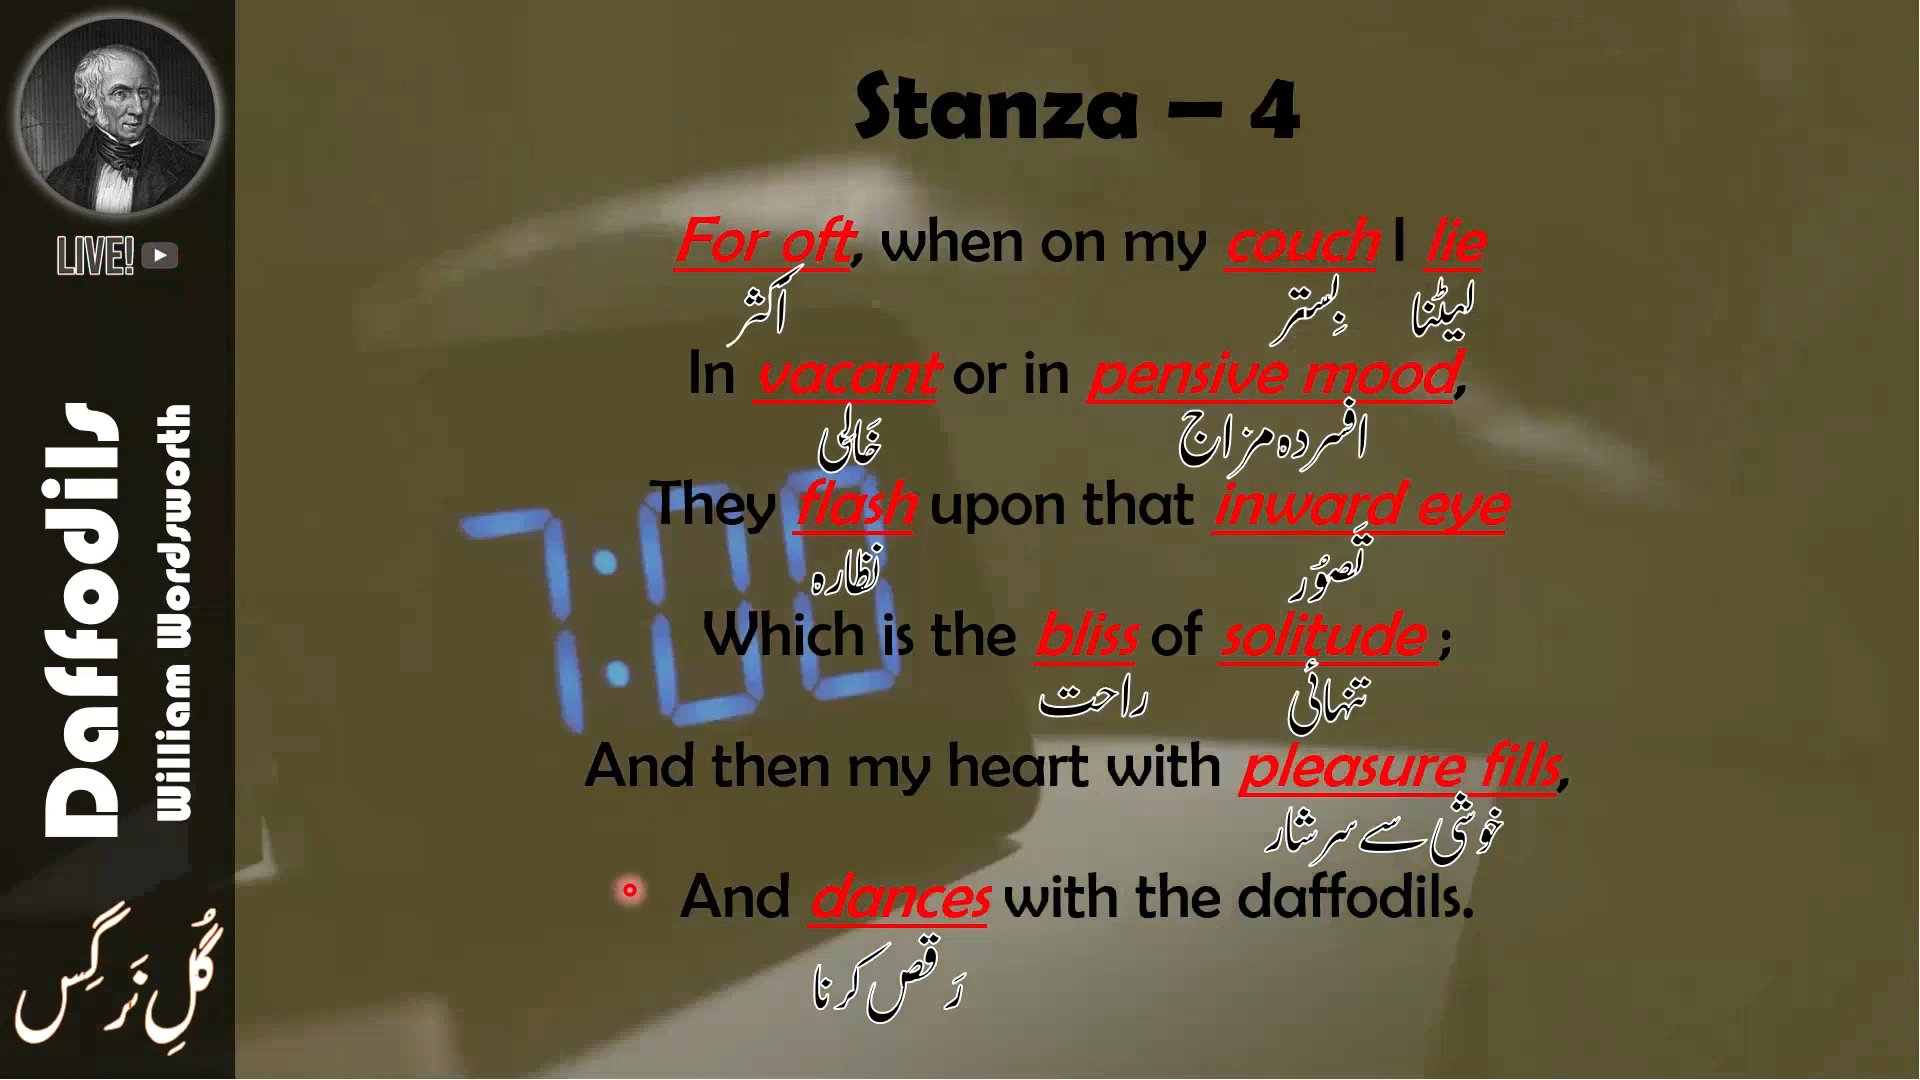 LIVE!
Daffodils
William Wordsworth
گُلِ نَرگِس
Stanza – 4
For oft, when on my couch I lie
اَکثر بِستر لیٹنا
In vacant or in pensive mood,
خَالی افسردہ مزاج
They flash upon that inward eye
نظارہ تَصوُّر
Which is the bliss of solitude ;
راحت تنہائی
And then my heart with pleasure fills,
خوشی سے سرشار
And dances with the daffodils.
رَقص کرنا
7:00